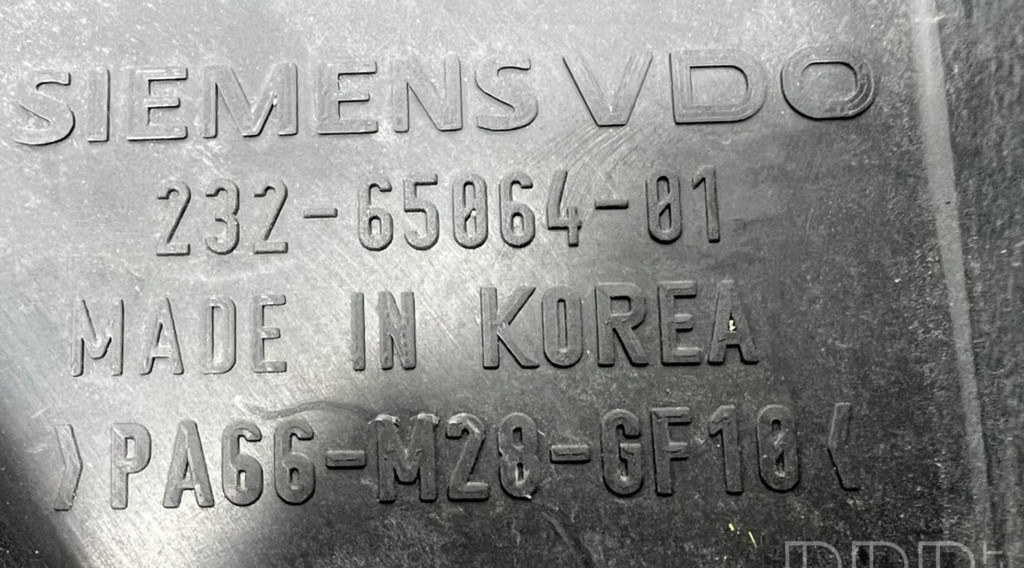 SIEMENS VDO
232-65064-01
MADE IN KOREA
>PA66-M20-GF10<